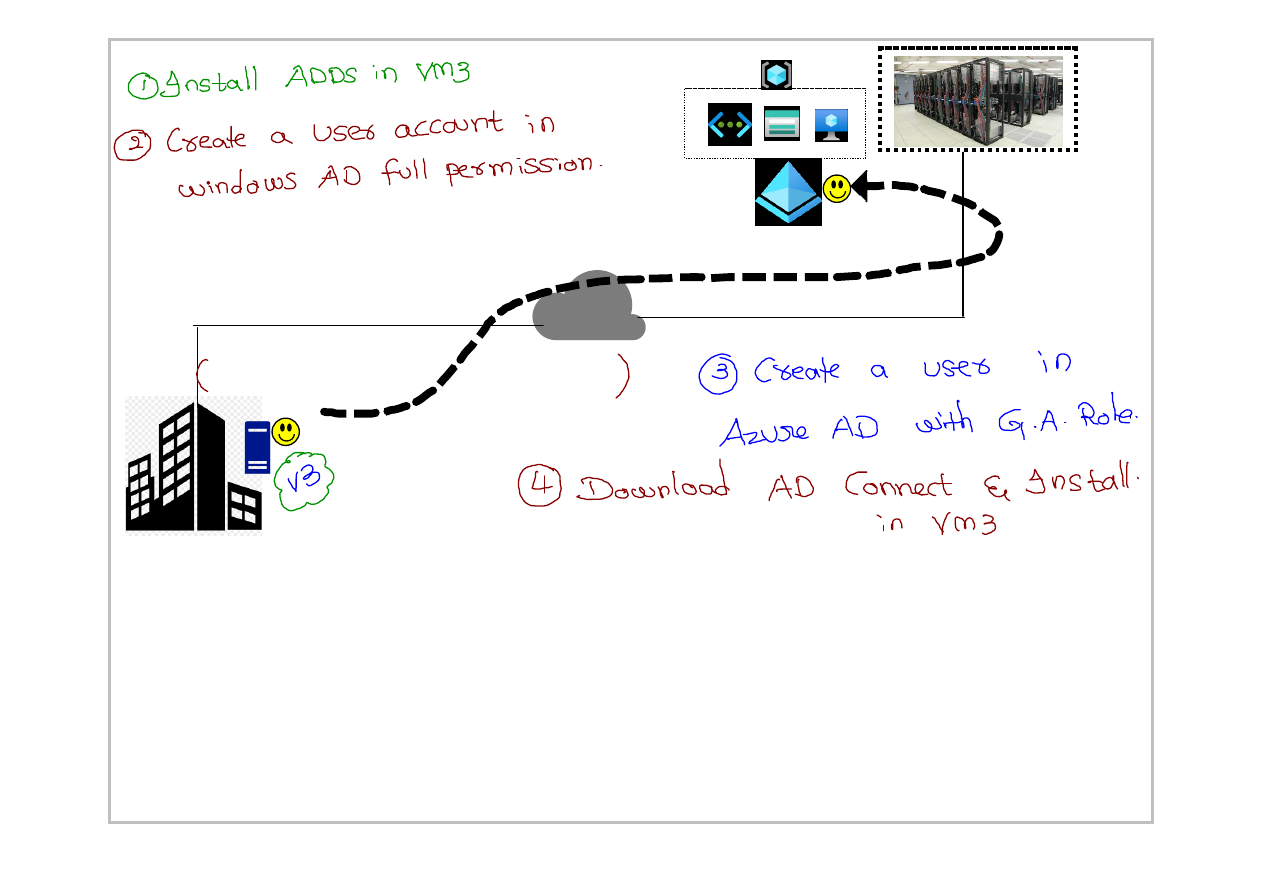 ① Install ADDS in VM3
② Create a user account in
windows AD full permission.
③ Create a user in
Azure AD with G.A. Role.
V3
④ Download AD Connect & Install.
in VM3